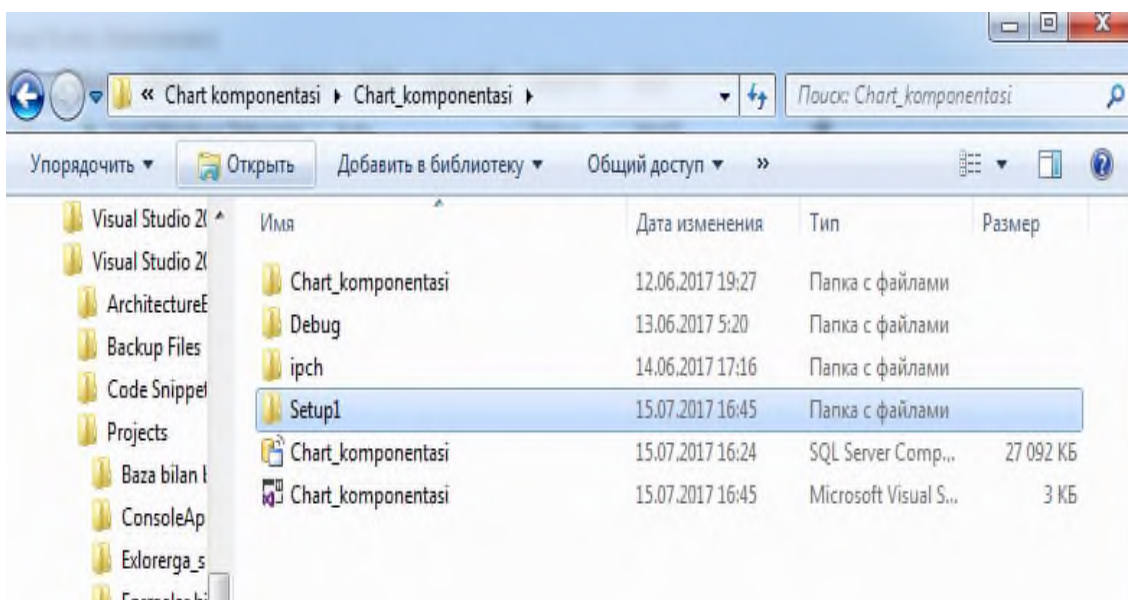 « Chart komponentasi ▸ Chart_komponentasi ▸
Поиск: Chart_komponentasi
Упорядочить ▾ Открыть Добавить в библиотеку ▾ Общий доступ ▾ »
Имя Дата изменения Тип Размер
Visual Studio 2(
Visual Studio 2(
ArchitectureE
Backup Files
Code Snippet
Projects
Baza bilan b
ConsoleAp
Exlorerga_s
Chart_komponentasi 12.06.2017 19:27 Папка с файлами
Debug 13.06.2017 5:20 Папка с файлами
ipch 14.06.2017 17:16 Папка с файлами
Setup1 15.07.2017 16:45 Папка с файлами
Chart_komponentasi 15.07.2017 16:24 SQL Server Comp... 27 092 КБ
Chart_komponentasi 15.07.2017 16:45 Microsoft Visual S... 3 КБ